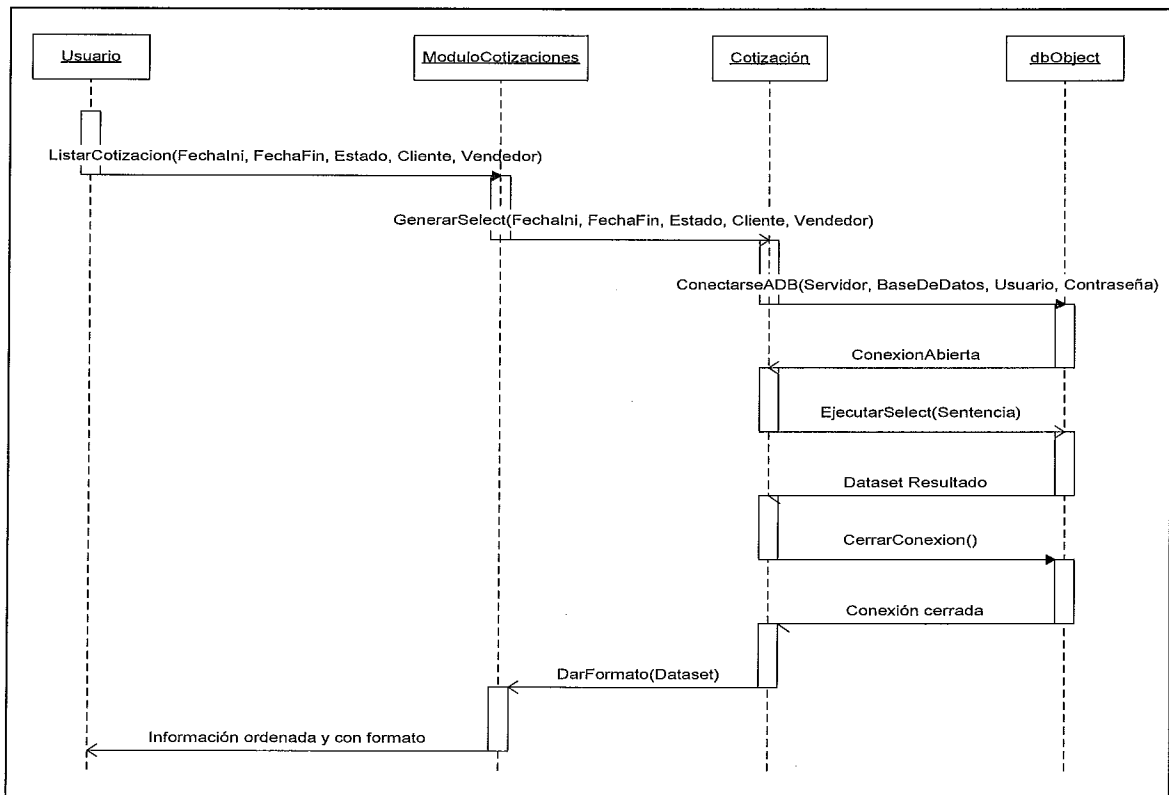 Usuario
ModuloCotizaciones
Cotización
dbObject
ListarCotizacion(FechaIni, FechaFin, Estado, Cliente, Vendedor)
GenerarSelect(FechaIni, FechaFin, Estado, Cliente, Vendedor)
ConectarseADB(Servidor, BaseDeDatos, Usuario, Contraseña)
ConexionAbierta
EjecutarSelect(Sentencia)
Dataset Resultado
CerrarConexion()
Conexión cerrada
DarFormato(Dataset)
Información ordenada y con formato